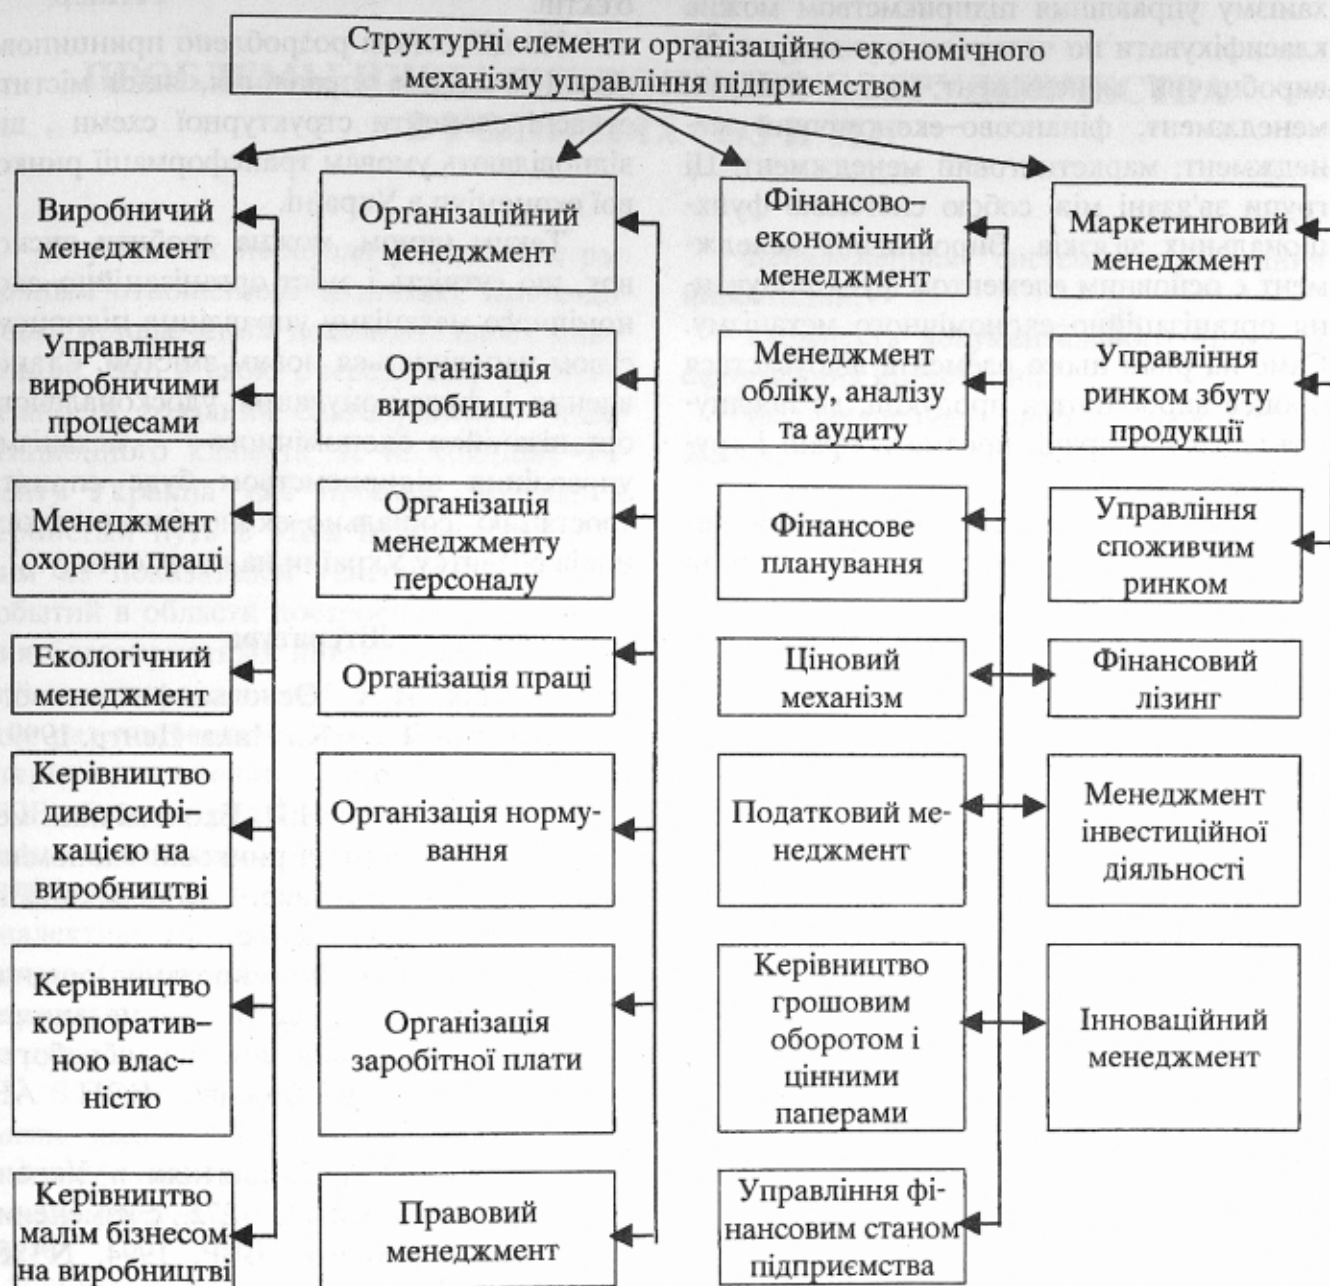 Структурні елементи організаційно–економічного
механізму управління підприємством
Виробничий
менеджмент
Управління
виробничими
процесами
Менеджмент
охорони праці
Екологічний
менеджмент
Керівництво
диверсифі–
кацією на
виробництві
Керівництво
корпоратив–
ною влас–
ністю
Керівництво
малім бізнесом
на виробництві
Організаційний
менеджмент
Організація
виробництва
Організація
менеджменту
персоналу
Організація праці
Організація норму-
вання
Організація
заробітної плати
Правовий
менеджмент
Фінансово–
економічний
менеджмент
Менеджмент
обліку, аналізу
та аудиту
Фінансове
планування
Ціновий
механізм
Податковий ме-
неджмент
Керівництво
грошовим
оборотом і
цінними
паперами
Управління фі-
нансовим станом
підприємства
Маркетинговий
менеджмент
Управління
ринком збуту
продукції
Управління
споживчим
ринком
Фінансовий
лізинг
Менеджмент
інвестиційної
діяльності
Інноваційний
менеджмент